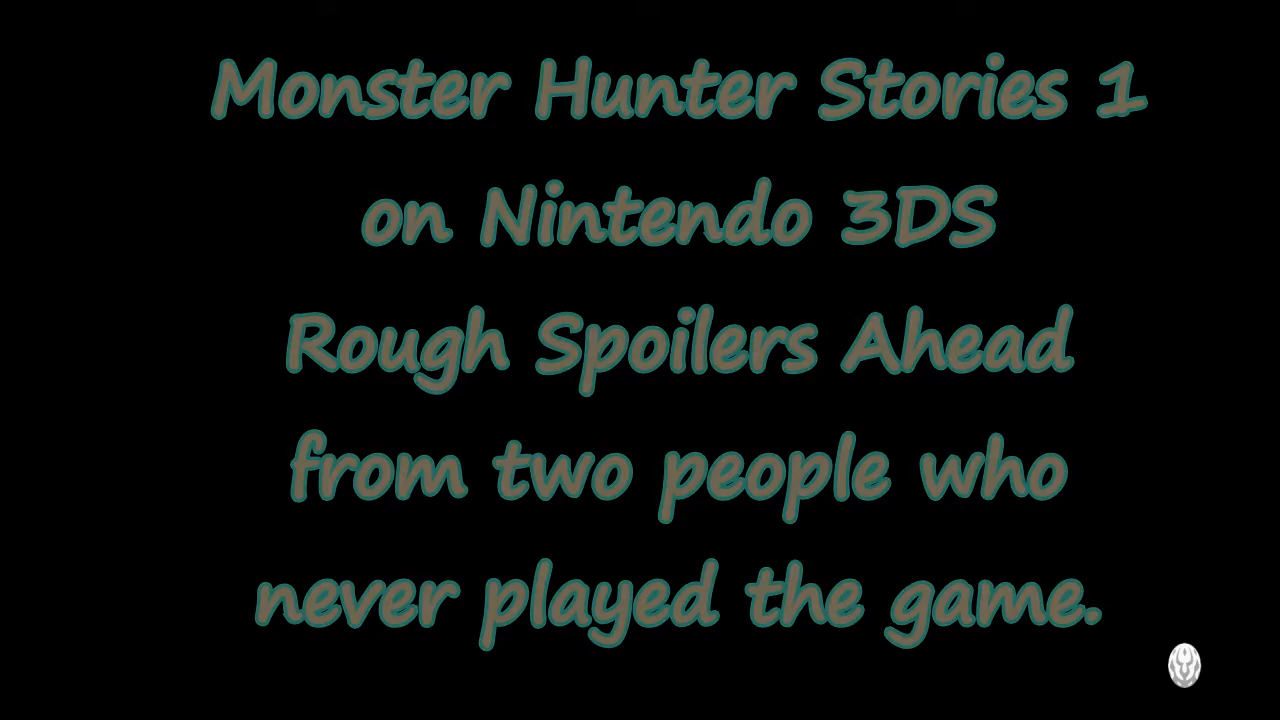 Monster Hunter Stories 1
on Nintendo 3DS
Rough Spoilers Ahead
from two people who
never played the game.